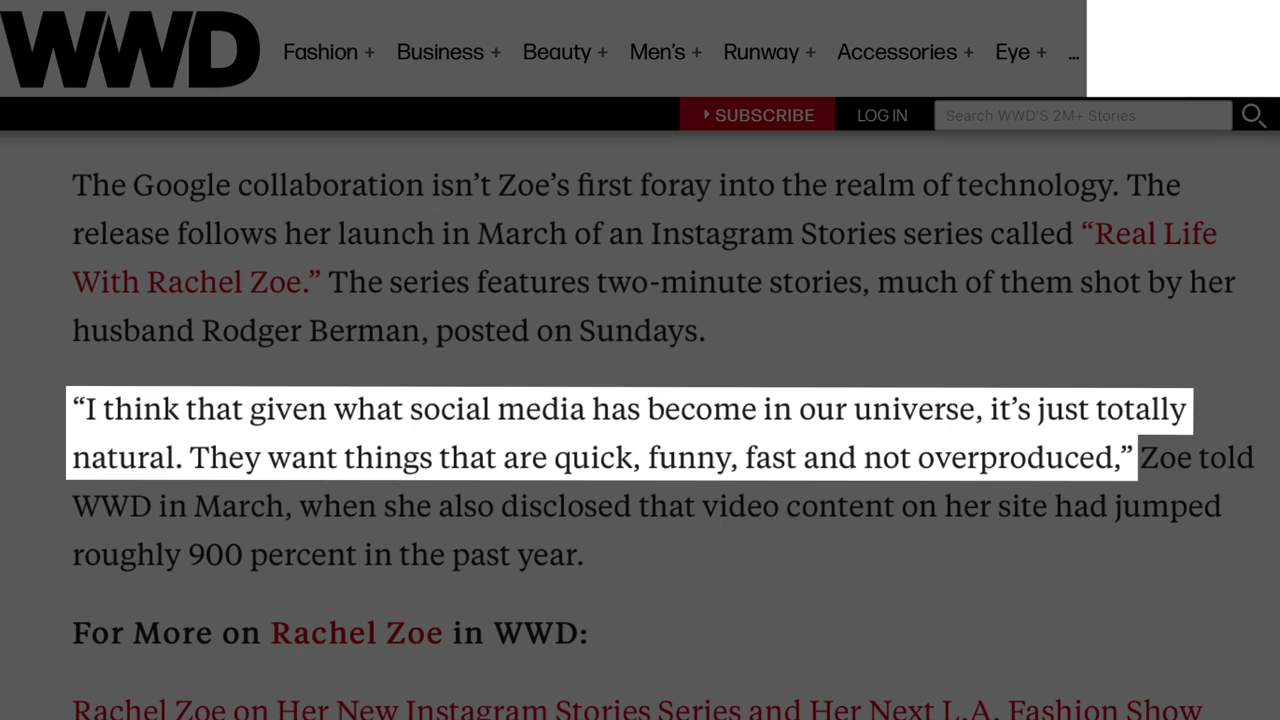 WWD Fashion + Business + Beauty + Men’s + Runway + Accessories + Eye + ...
SUBSCRIBE LOG IN Search WWD'S 2M+ Stories
The Google collaboration isn’t Zoe’s first foray into the realm of technology. The
release follows her launch in March of an Instagram Stories series called “Real Life
With Rachel Zoe.” The series features two-minute stories, much of them shot by her
husband Rodger Berman, posted on Sundays.
“I think that given what social media has become in our universe, it’s just totally
natural. They want things that are quick, funny, fast and not overproduced,” Zoe told
WWD in March, when she also disclosed that video content on her site had jumped
roughly 900 percent in the past year.
For More on Rachel Zoe in WWD:
Rachel Zoe on Her New Instagram Stories Series and Her Next L.A. Fashion Show